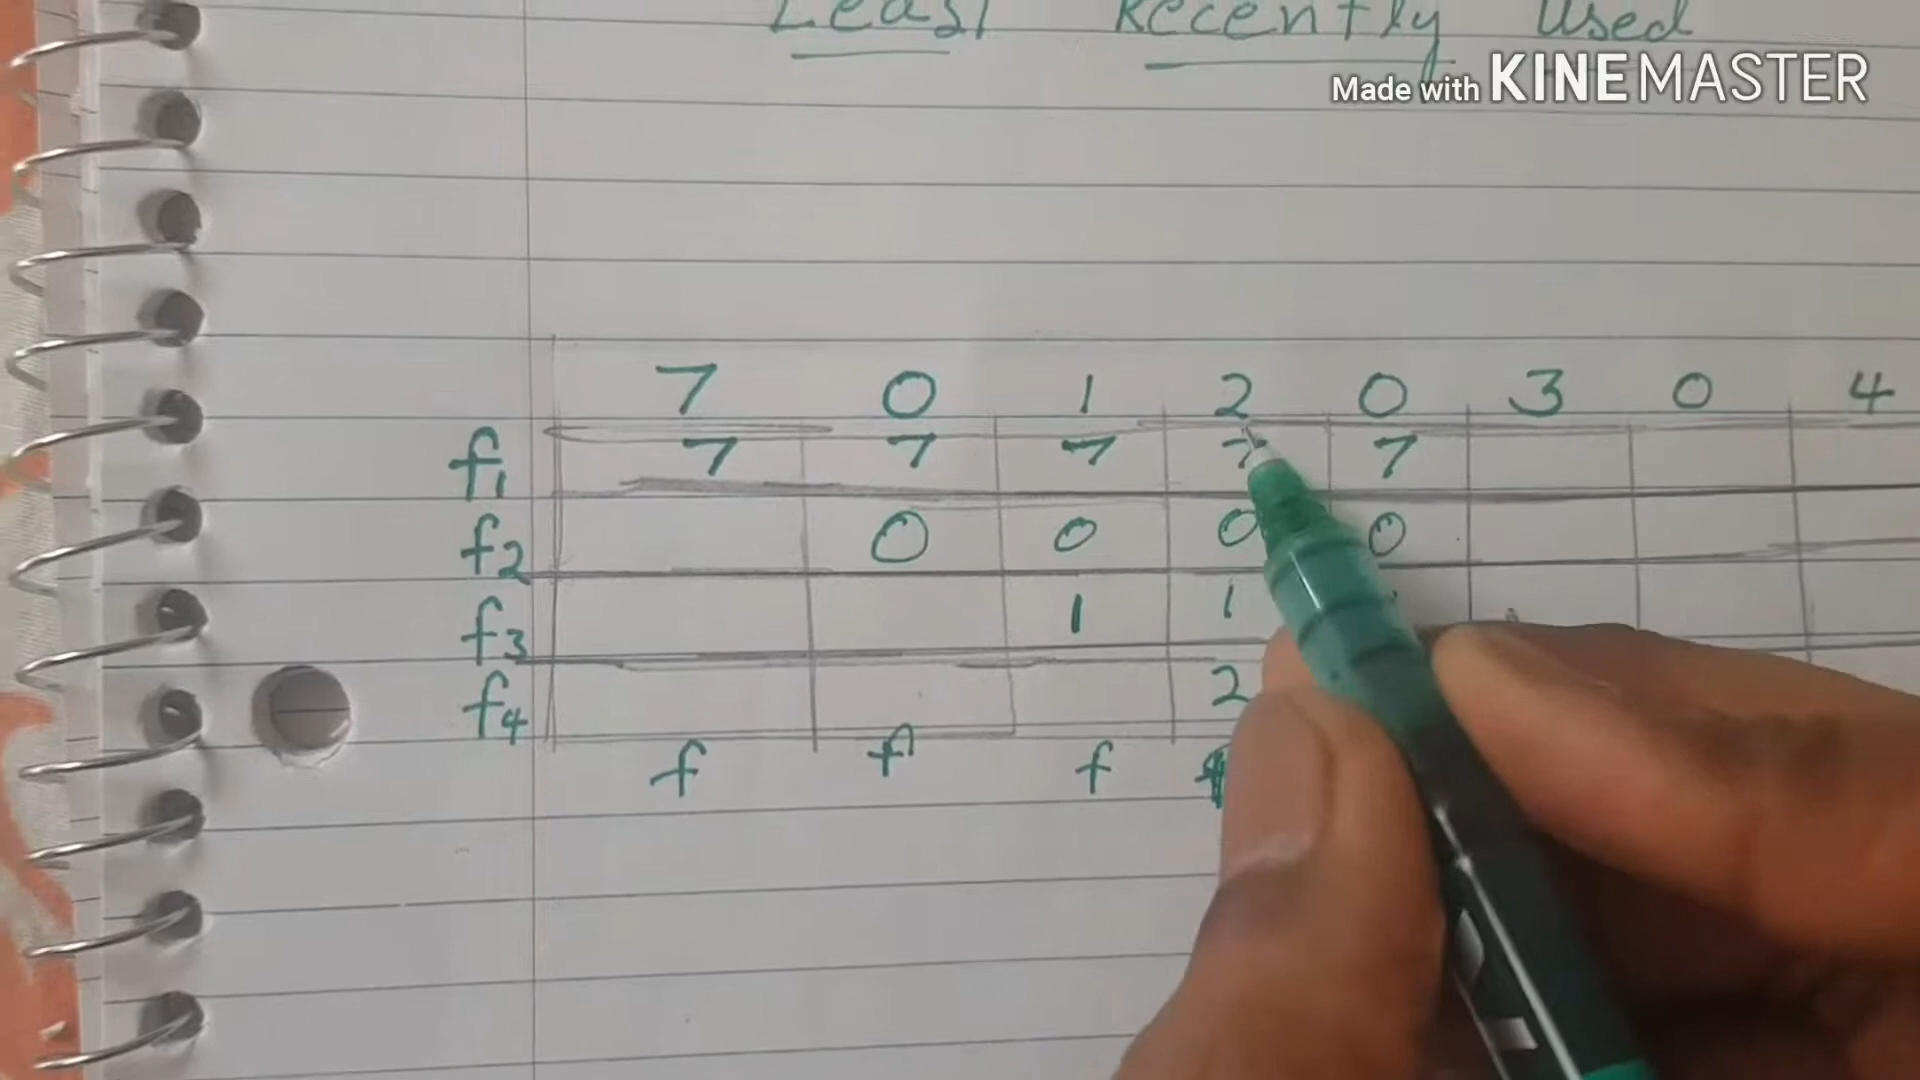 Least Recently Used
Made with KINEMASTER
7 0 1 2 0 3 0 4
f1 7 7 7 7 7
f2 0 0 0 0
f3 1 1
f4 2
f f f